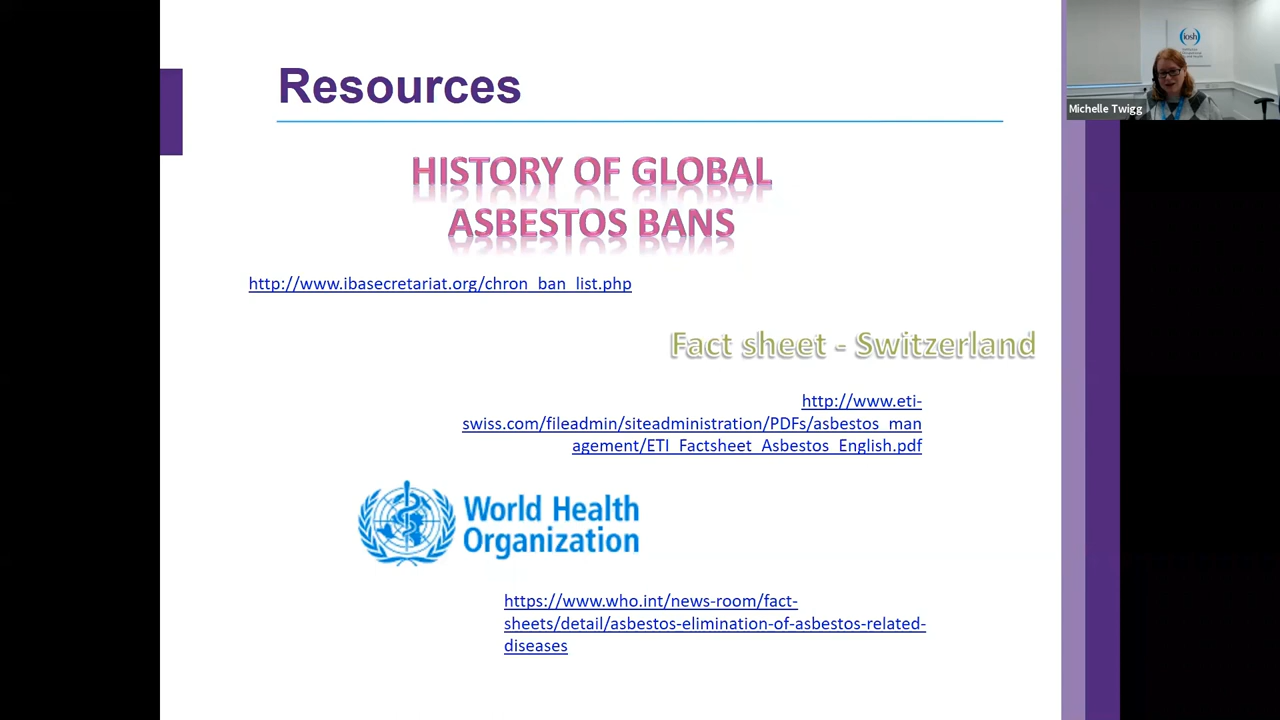 Resources
iosh
Michelle Twigg
HISTORY OF GLOBAL
ASBESTOS BANS
http://www.ibasecretariat.org/chron_ban_list.php
Fact sheet - Switzerland
http://www.eti-
swiss.com/fileadmin/siteadministration/PDFs/asbestos_man
agement/ETI_Factsheet_Asbestos_English.pdf
World Health
Organization
https://www.who.int/news-room/fact-
sheets/detail/asbestos-elimination-of-asbestos-related-
diseases